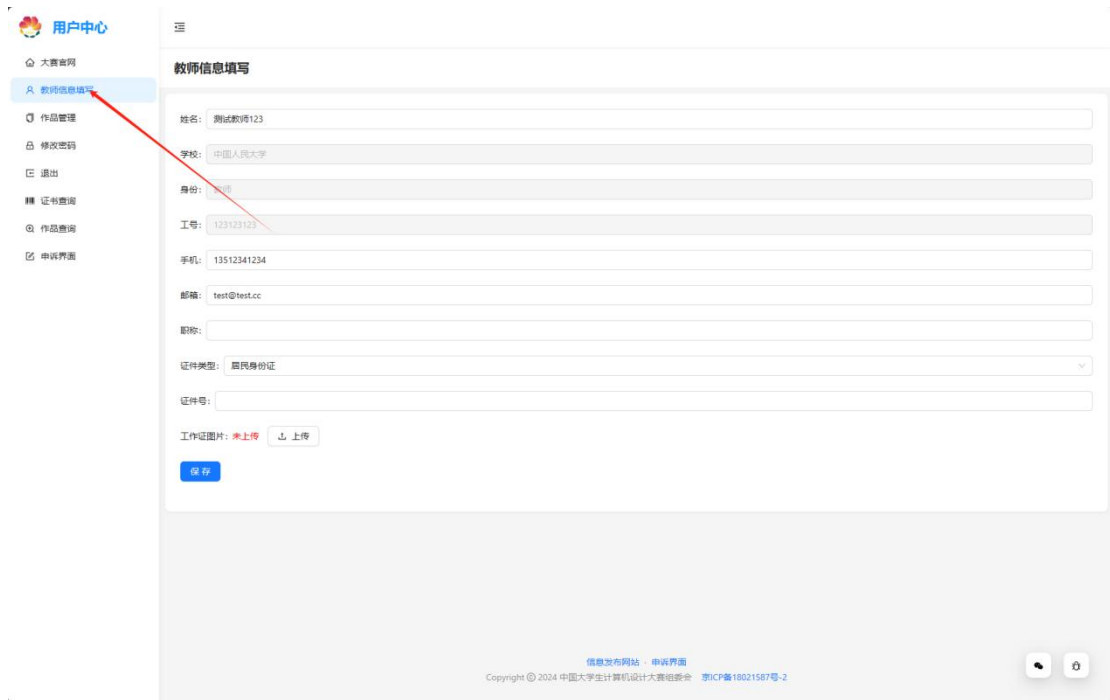 用户中心
大赛官网
教师信息填写
作品管理
修改密码
退出
证书查询
作品查询
申诉界面
教师信息填写
姓名: 测试教师123
学校: 中国人民大学
身份: 教师
工号: 123123123
手机: 13512341234
邮箱: test@test.cc
职称:
证件类型: 居民身份证
证件号:
工作证图片: 未上传 上传
保存
信息发布网站 · 申诉界面
Copyright © 2024 中国大学生计算机设计大赛组委会 京ICP备18021587号-2